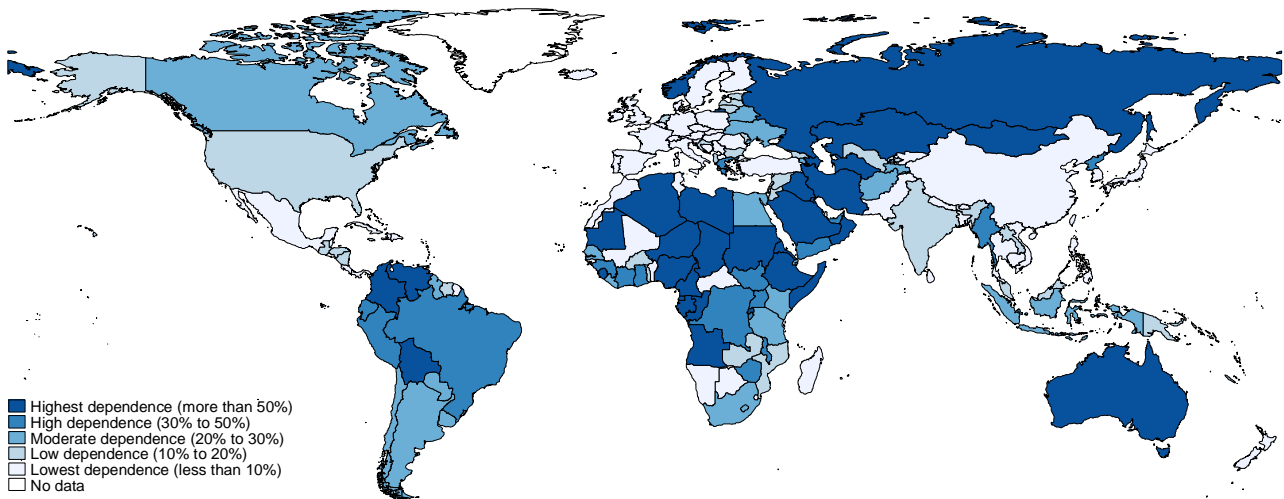 Highest dependence (more than 50%)
High dependence (30% to 50%)
Moderate dependence (20% to 30%)
Low dependence (10% to 20%)
Lowest dependence (less than 10%)
No data